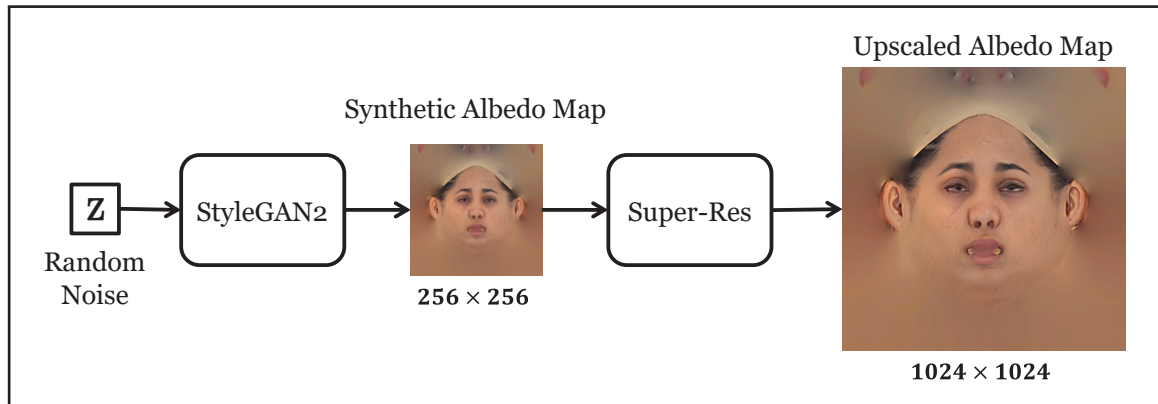 Upscaled Albedo Map
Synthetic Albedo Map
Z
StyleGAN2
Super-Res
Random
Noise
256 × 256
1024 × 1024